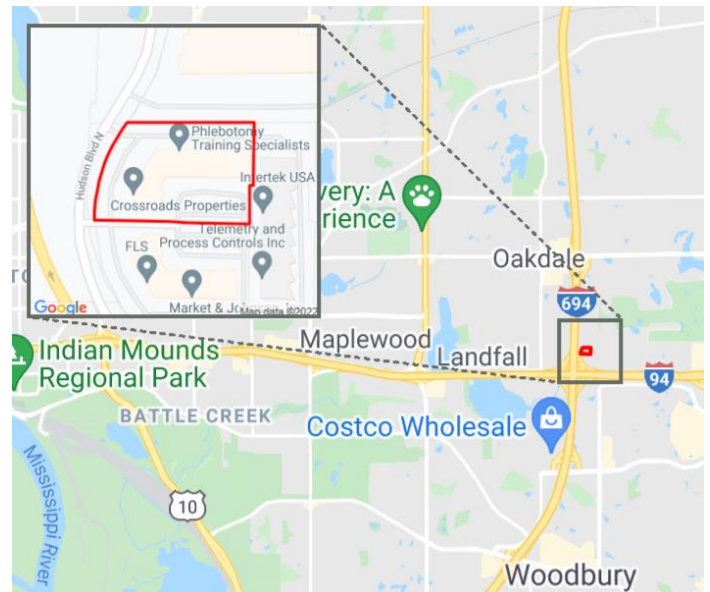 Hudson Blvd N
Phlebotomy
Training Specialists
Intertek USA
Crossroads Properties
Telemetry and
Process Controls Inc
FLS
Market & Jo
Google
Map data ©2022
very: A
rience
Oakdale
694
Maplewood
Landfall
94
Indian Mounds
Regional Park
BATTLE CREEK
Costco Wholesale
10
Mississippi River
Woodbury